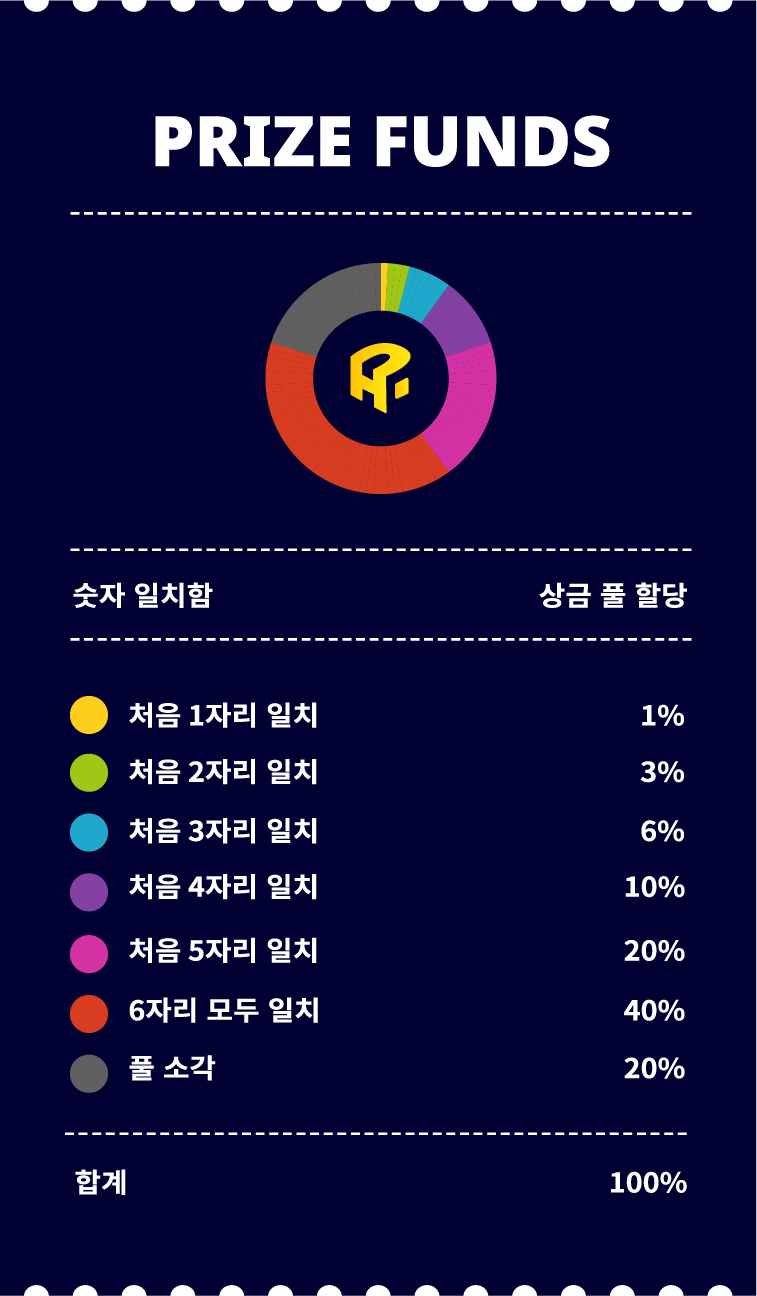 PRIZE FUNDS
숫자 일치함 상금 풀 할당
처음 1자리 일치 1%
처음 2자리 일치 3%
처음 3자리 일치 6%
처음 4자리 일치 10%
처음 5자리 일치 20%
6자리 모두 일치 40%
풀 소각 20%
합계 100%